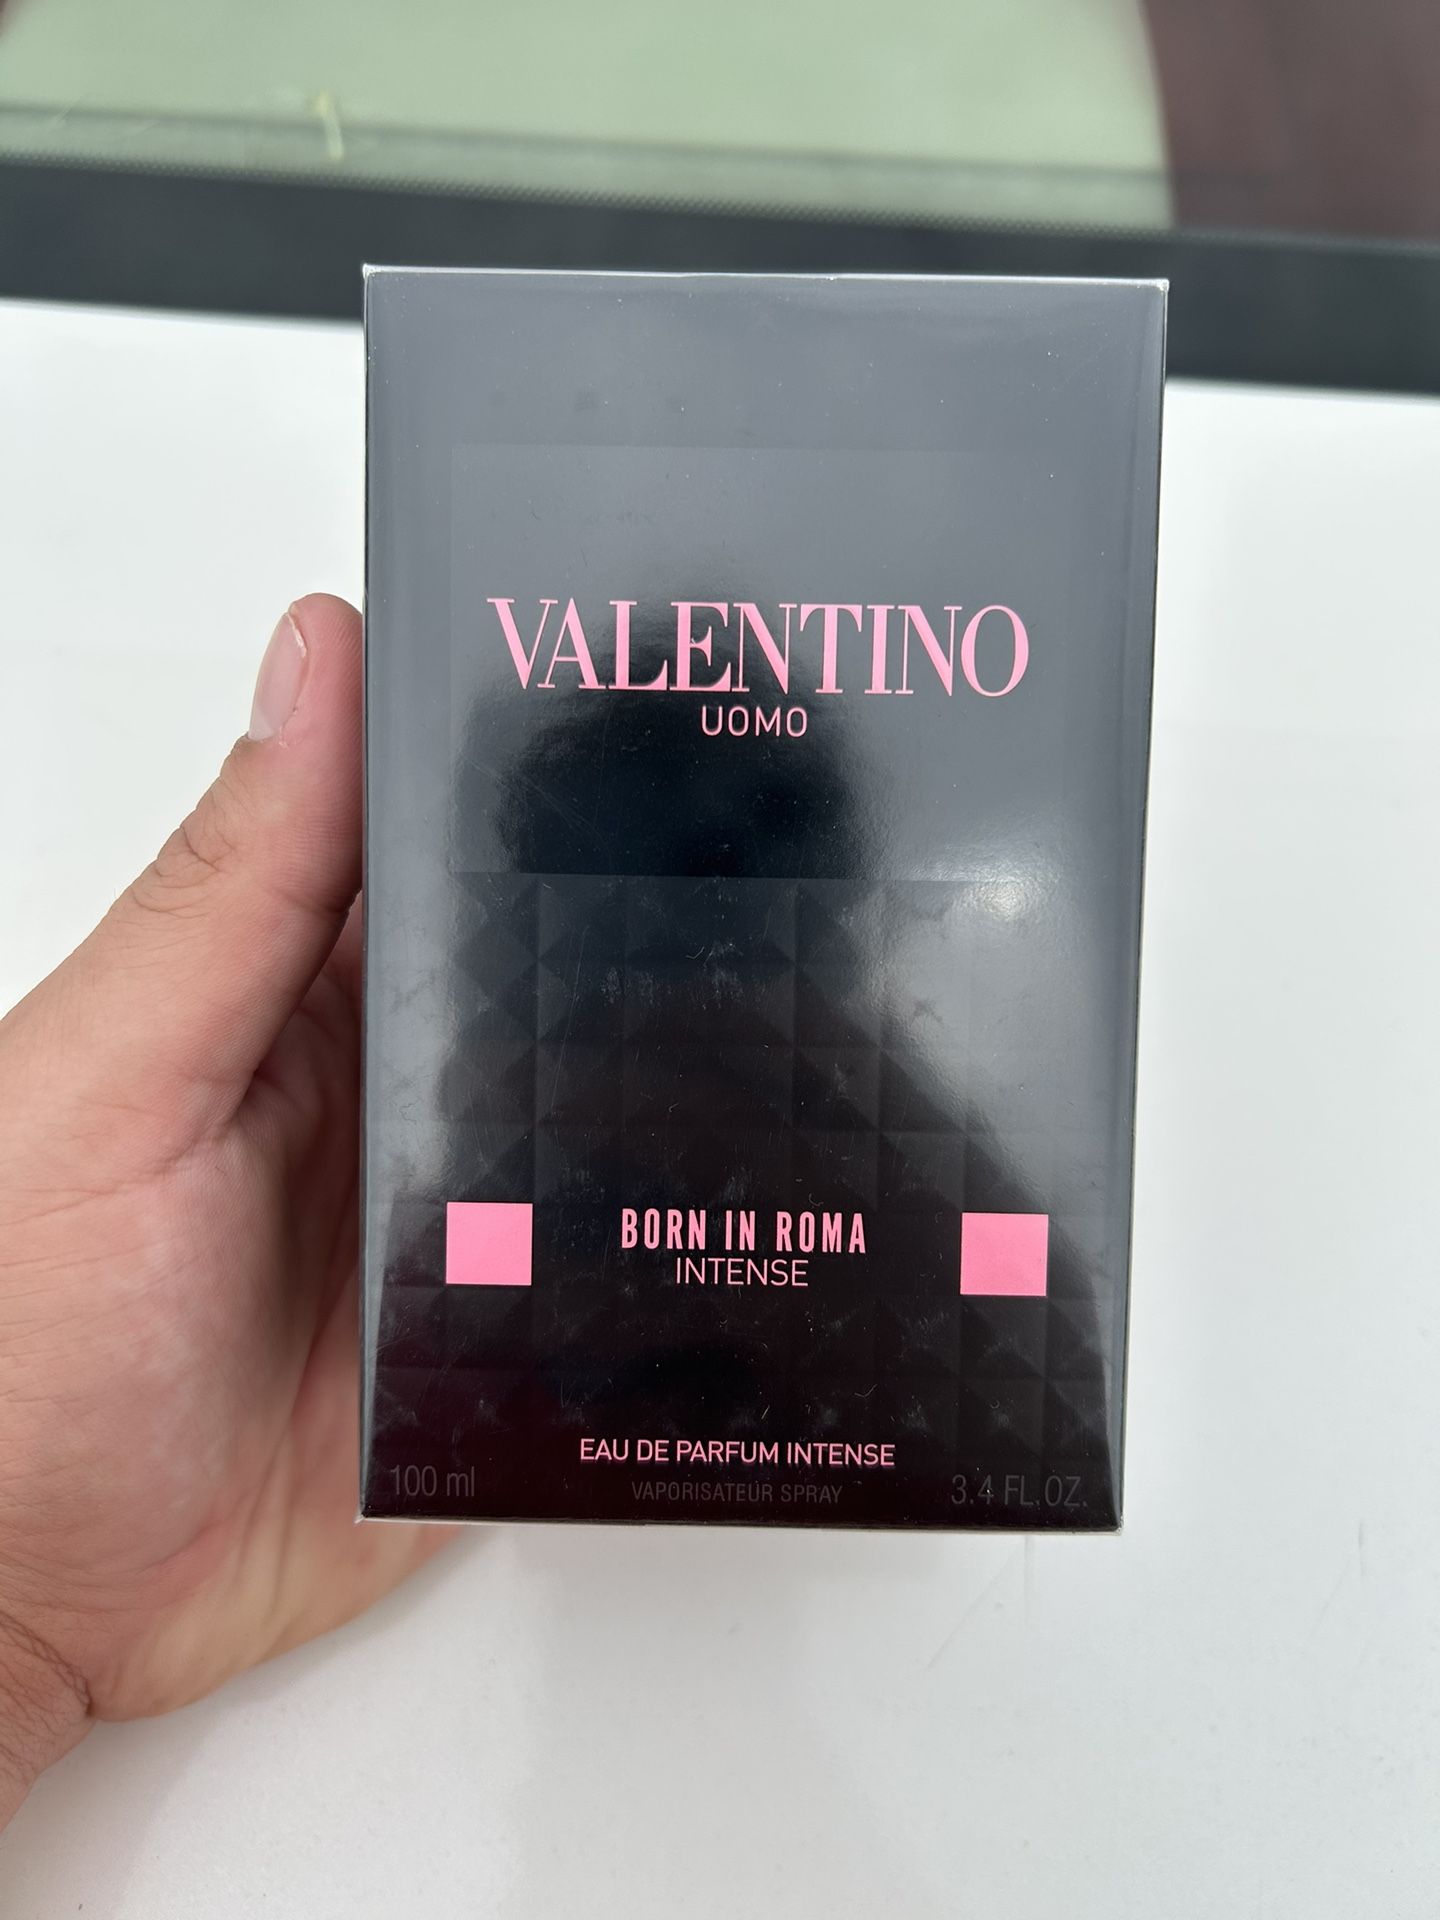 VALENTINO
UOMO
BORN IN ROMA
INTENSE
EAU DE PARFUM INTENSE
100 ml VAPORISATEUR SPRAY 3.4 FL.OZ.